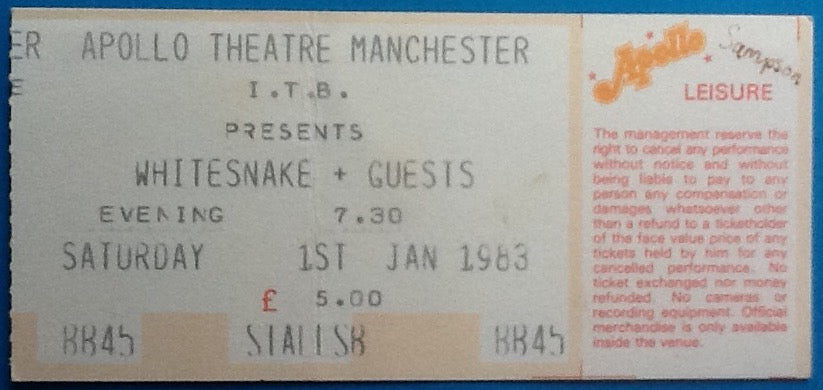 ER APOLLO THEATRE MANCHESTER
E I.T.B.
PRESENTS
WHITESNAKE + GUESTS
EVENING 7.30
SATURDAY 1ST JAN 1983
£ 5.00
BB45 STALLSB BB45
Apollo Sampson
LEISURE
The management reserve the
right to cancel any performance
without notice and without
being liable to pay to any
person any compensation or
damages whatsoever other
than a refund to a ticketholder
of the face value price of any
tickets held by him for any
cancelled performance. No
ticket exchanged nor money
refunded. No cameras or
recording equipment. Official
merchandise is only available
inside the venue.